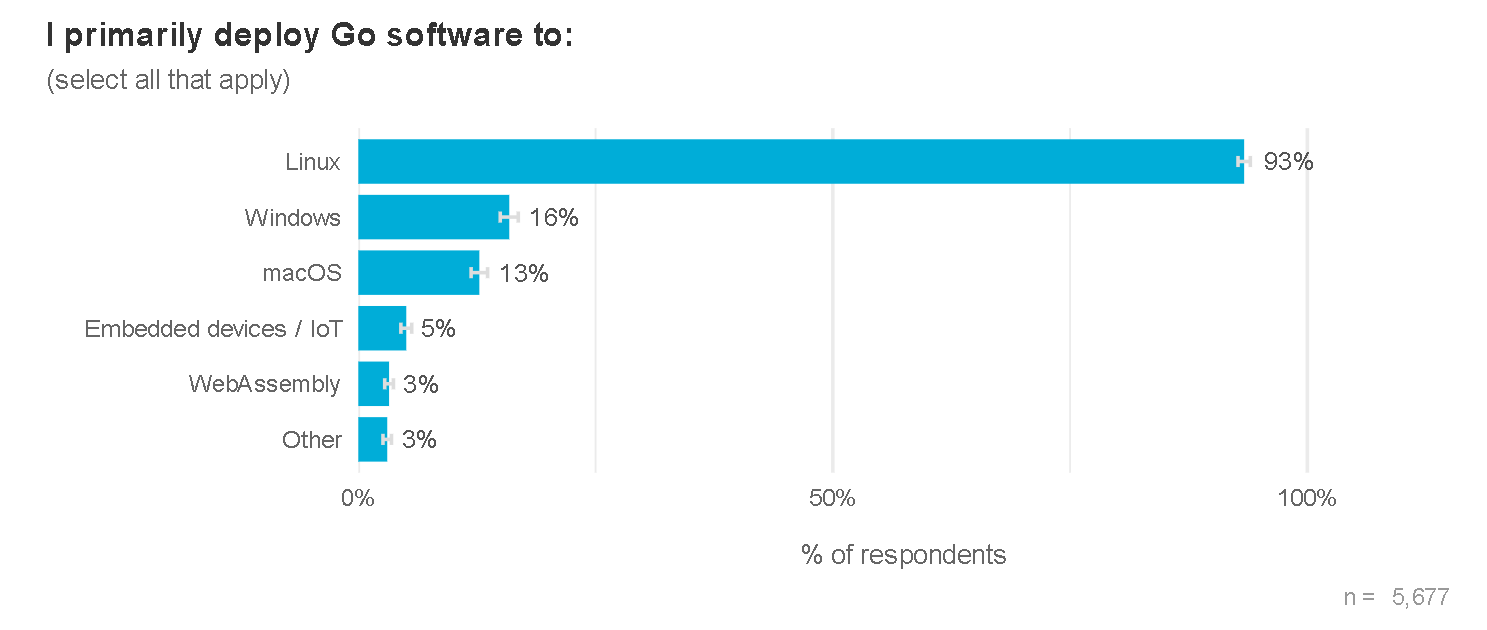 I primarily deploy Go software to:
(select all that apply)
Linux 93%
Windows 16%
macOS 13%
Embedded devices / IoT 5%
WebAssembly 3%
Other 3%
0% 50% 100%
% of respondents
n = 5,677